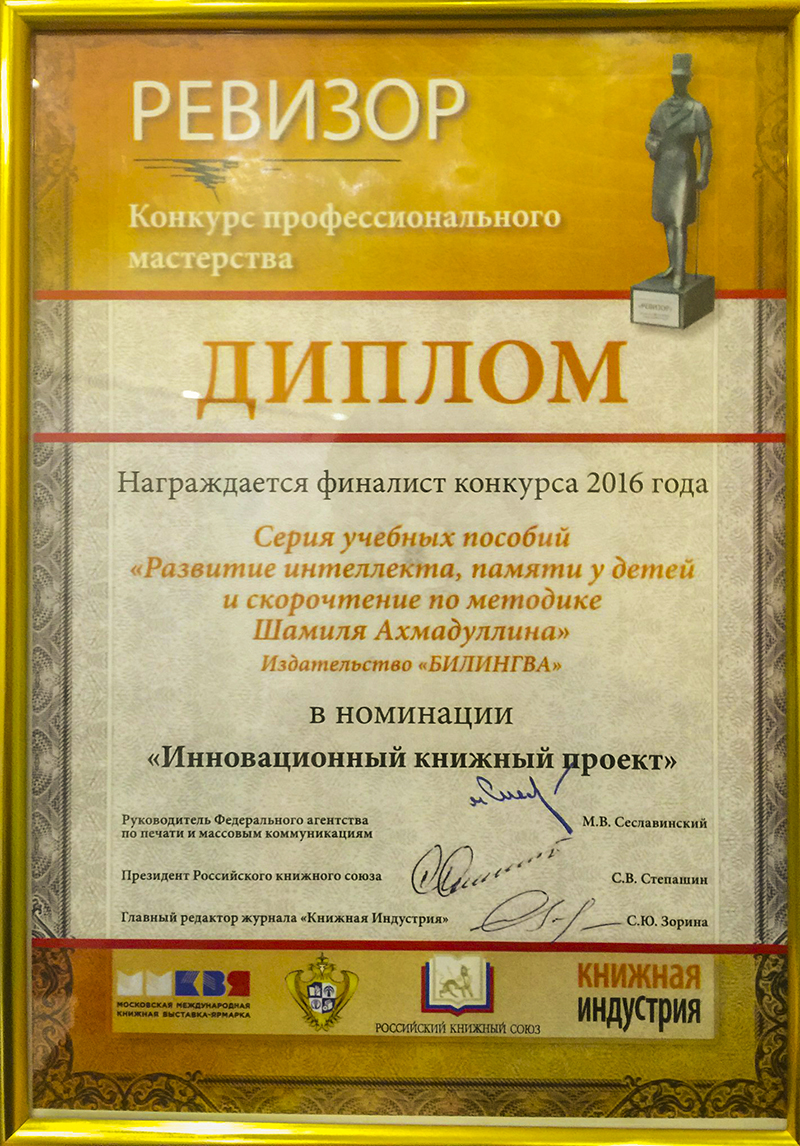 РЕВИЗОР
Конкурс профессионального
мастерства
«РЕВИЗОР»
ДИПЛОМ
Награждается финалист конкурса 2016 года
Серия учебных пособий
«Развитие интеллекта, памяти у детей
и скорочтение по методике
Шамиля Ахмадуллина»
Издательство «БИЛИНГВА»
в номинации
«Инновационный книжный проект»
Руководитель Федерального агентства
по печати и массовым коммуникациям
М.В. Сеславинский
Президент Российского книжного союза
С.В. Степашин
Главный редактор журнала «Книжная Индустрия»
С.Ю. Зорина
ММКВЯ
МОСКОВСКАЯ МЕЖДУНАРОДНАЯ
КНИЖНАЯ ВЫСТАВКА-ЯРМАРКА
РОССИЙСКИЙ КНИЖНЫЙ СОЮЗ
КНИЖНАЯ
ИНДУСТРИЯ